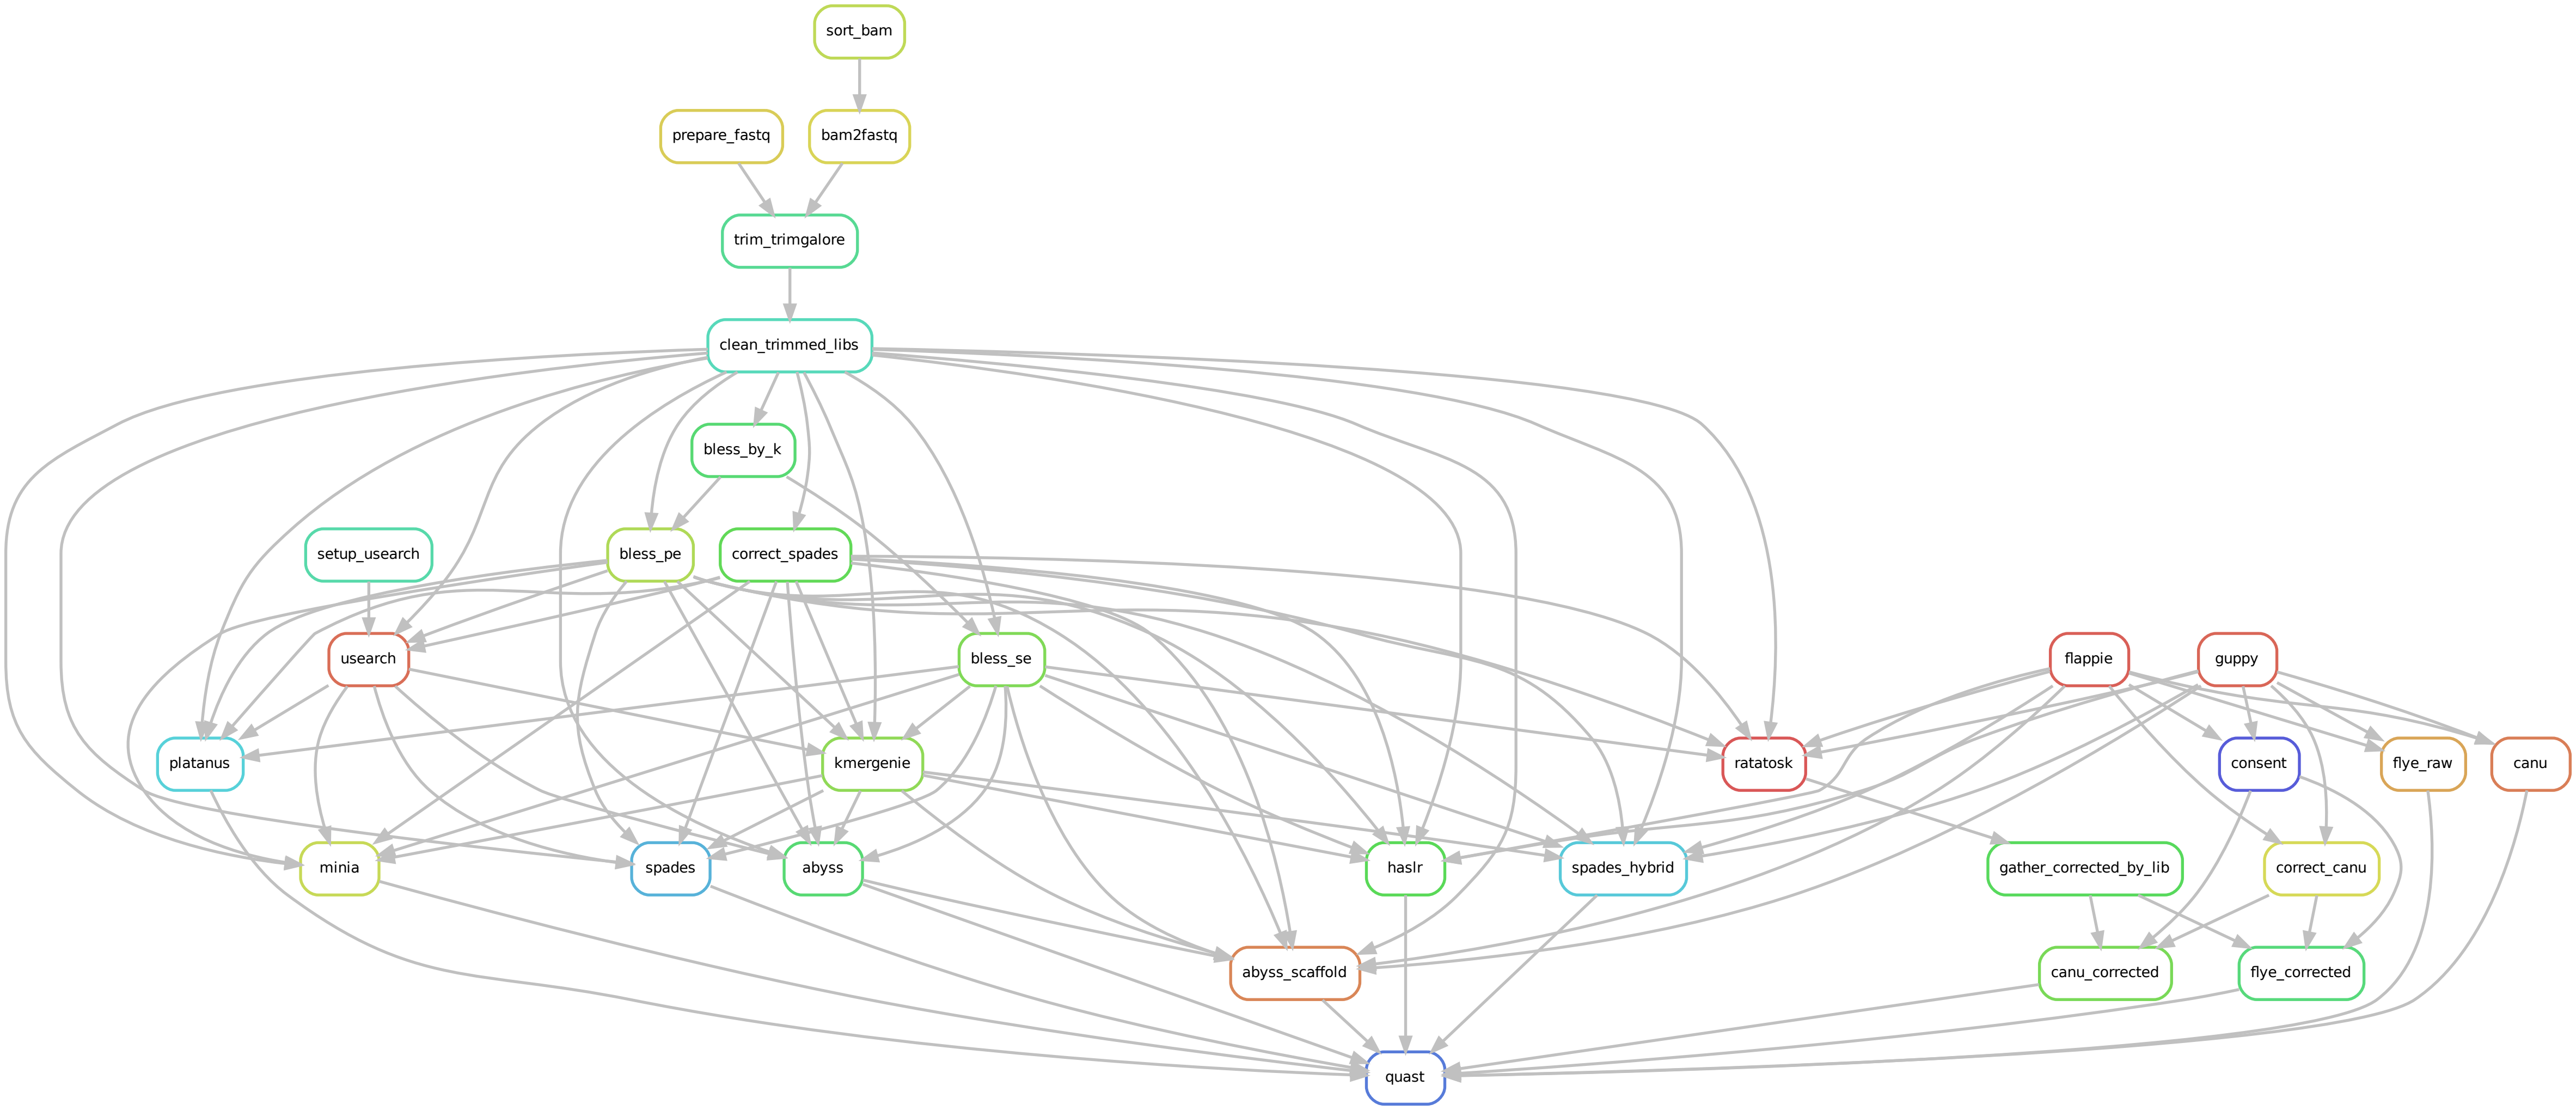 sort_bam
prepare_fastq
bam2fastq
trim_trimgalore
clean_trimmed_libs
bless_by_k
setup_usearch
bless_pe
correct_spades
usearch
bless_se
flappie
guppy
platanus
kmergenie
ratatosk
consent
flye_raw
canu
minia
spades
abyss
haslr
spades_hybrid
gather_corrected_by_lib
correct_canu
abyss_scaffold
canu_corrected
flye_corrected
quast